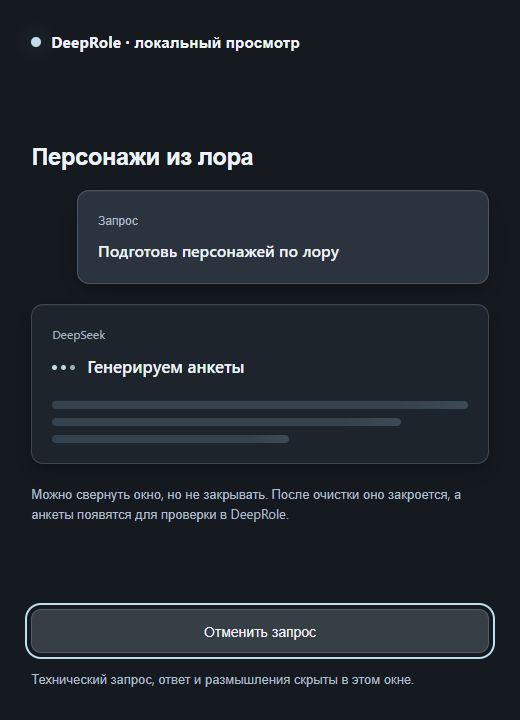 DeepRole · локальный просмотр
Персонажи из лора
Запрос
Подготовь персонажей по лору
DeepSeek
Генерируем анкеты
Можно свернуть окно, но не закрывать. После очистки оно закроется, а
анкеты появятся для проверки в DeepRole.
Отменить запрос
Технический запрос, ответ и размышления скрыты в этом окне.